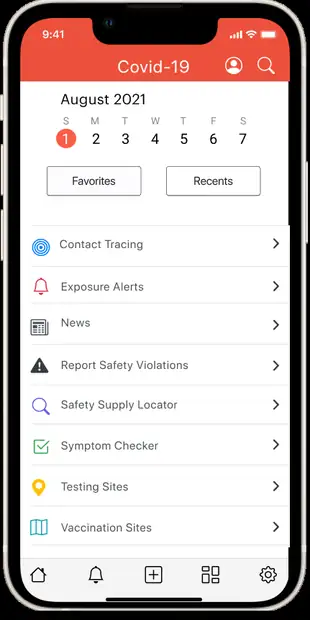 9:41
Covid-19
August 2021
S M T W T F S
1 2 3 4 5 6 7
Favorites Recents
Contact Tracing
Exposure Alerts
News
Report Safety Violations
Safety Supply Locator
Symptom Checker
Testing Sites
Vaccination Sites